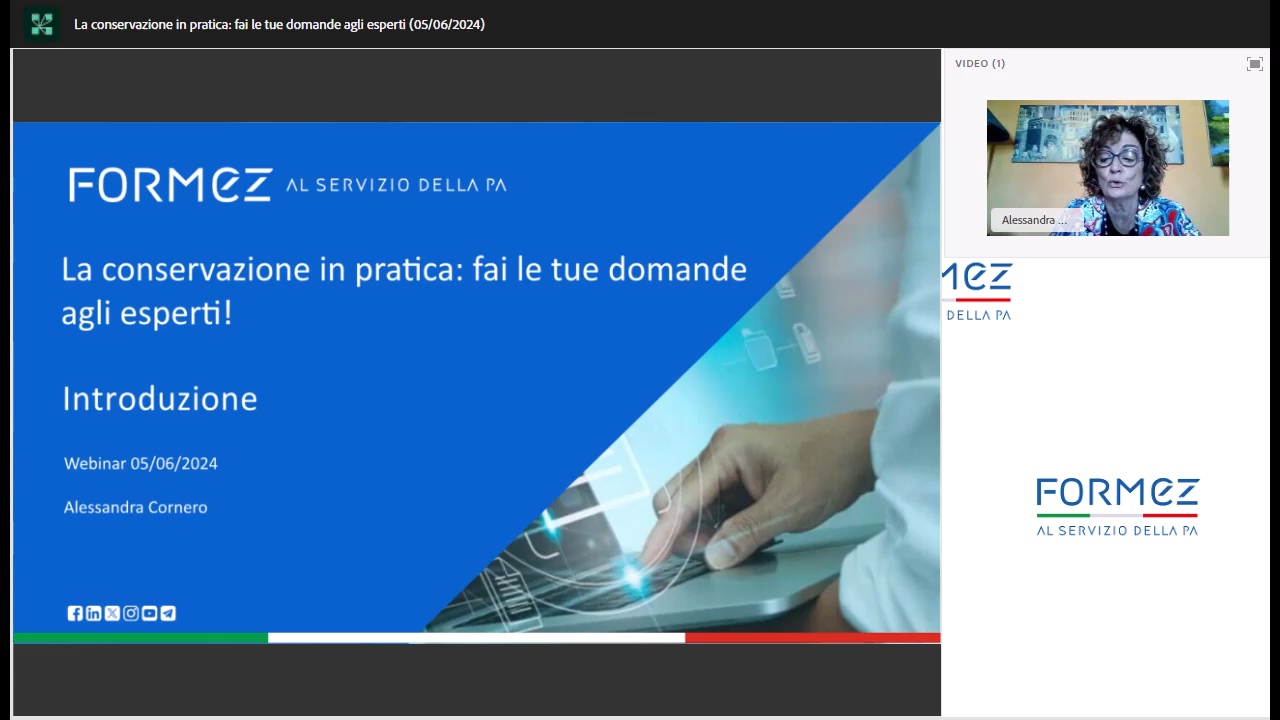 La conservazione in pratica: fai le tue domande agli esperti (05/06/2024)
FORMEZ AL SERVIZIO DELLA PA
La conservazione in pratica: fai le tue domande
agli esperti!
Introduzione
Webinar 05/06/2024
Alessandra Cornero
VIDEO (1)
Alessandra ...
MEZ
DELLA PA
FORMEZ
AL SERVIZIO DELLA PA